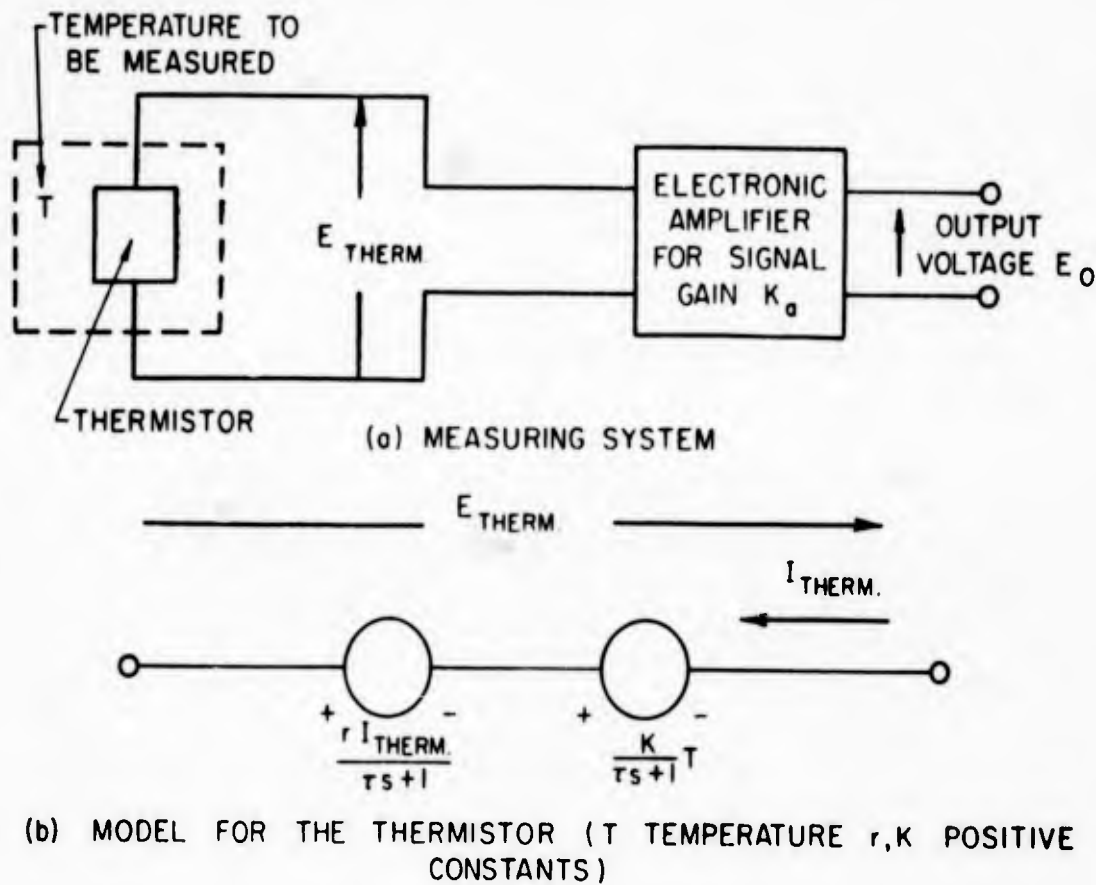 TEMPERATURE TO
BE MEASURED
T
E THERM.
ELECTRONIC
AMPLIFIER
FOR SIGNAL
GAIN Ka
OUTPUT
VOLTAGE EO
THERMISTOR
(a) MEASURING SYSTEM
E THERM.
I THERM.
+ - + -
r I THERM. / τs+1
K / τs+1 T
(b) MODEL FOR THE THERMISTOR (T TEMPERATURE r,K POSITIVE
CONSTANTS)